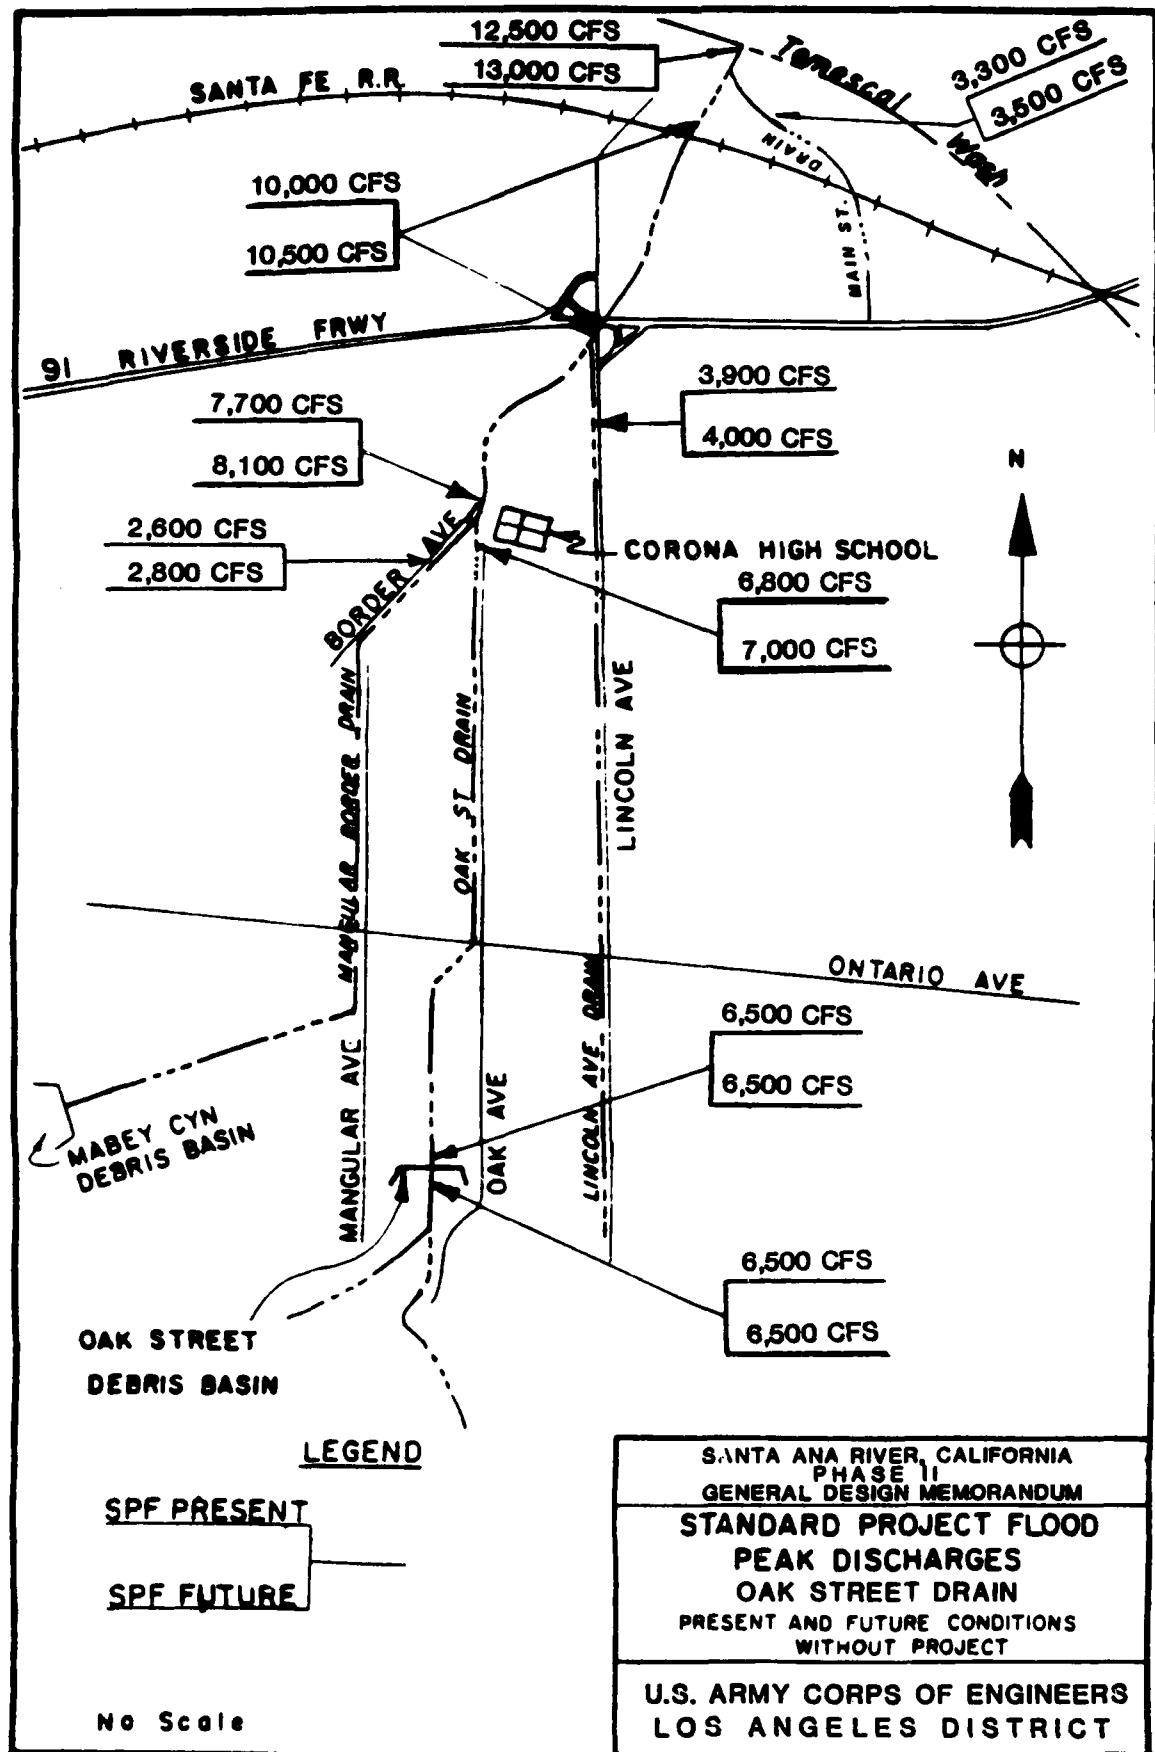 12,500 CFS
13,000 CFS
Temescal
Wash
3,300 CFS
3,500 CFS
SANTA FE R.R.
DRAIN
MAIN ST.
10,000 CFS
10,500 CFS
91 RIVERSIDE FRWY
3,900 CFS
4,000 CFS
7,700 CFS
8,100 CFS
N
2,600 CFS
2,800 CFS
BORDER AVE
CORONA HIGH SCHOOL
6,800 CFS
7,000 CFS
MANGULAR BORDER DRAIN
OAK ST DRAIN
LINCOLN AVE
ONTARIO AVE
6,500 CFS
6,500 CFS
MABEY CYN
DEBRIS BASIN
MANGULAR AVE
OAK AVE
LINCOLN AVE DRAIN
6,500 CFS
6,500 CFS
OAK STREET
DEBRIS BASIN
LEGEND
SPF PRESENT
SPF FUTURE
No Scale
SANTA ANA RIVER, CALIFORNIA
PHASE II
GENERAL DESIGN MEMORANDUM
STANDARD PROJECT FLOOD
PEAK DISCHARGES
OAK STREET DRAIN
PRESENT AND FUTURE CONDITIONS
WITHOUT PROJECT
U.S. ARMY CORPS OF ENGINEERS
LOS ANGELES DISTRICT